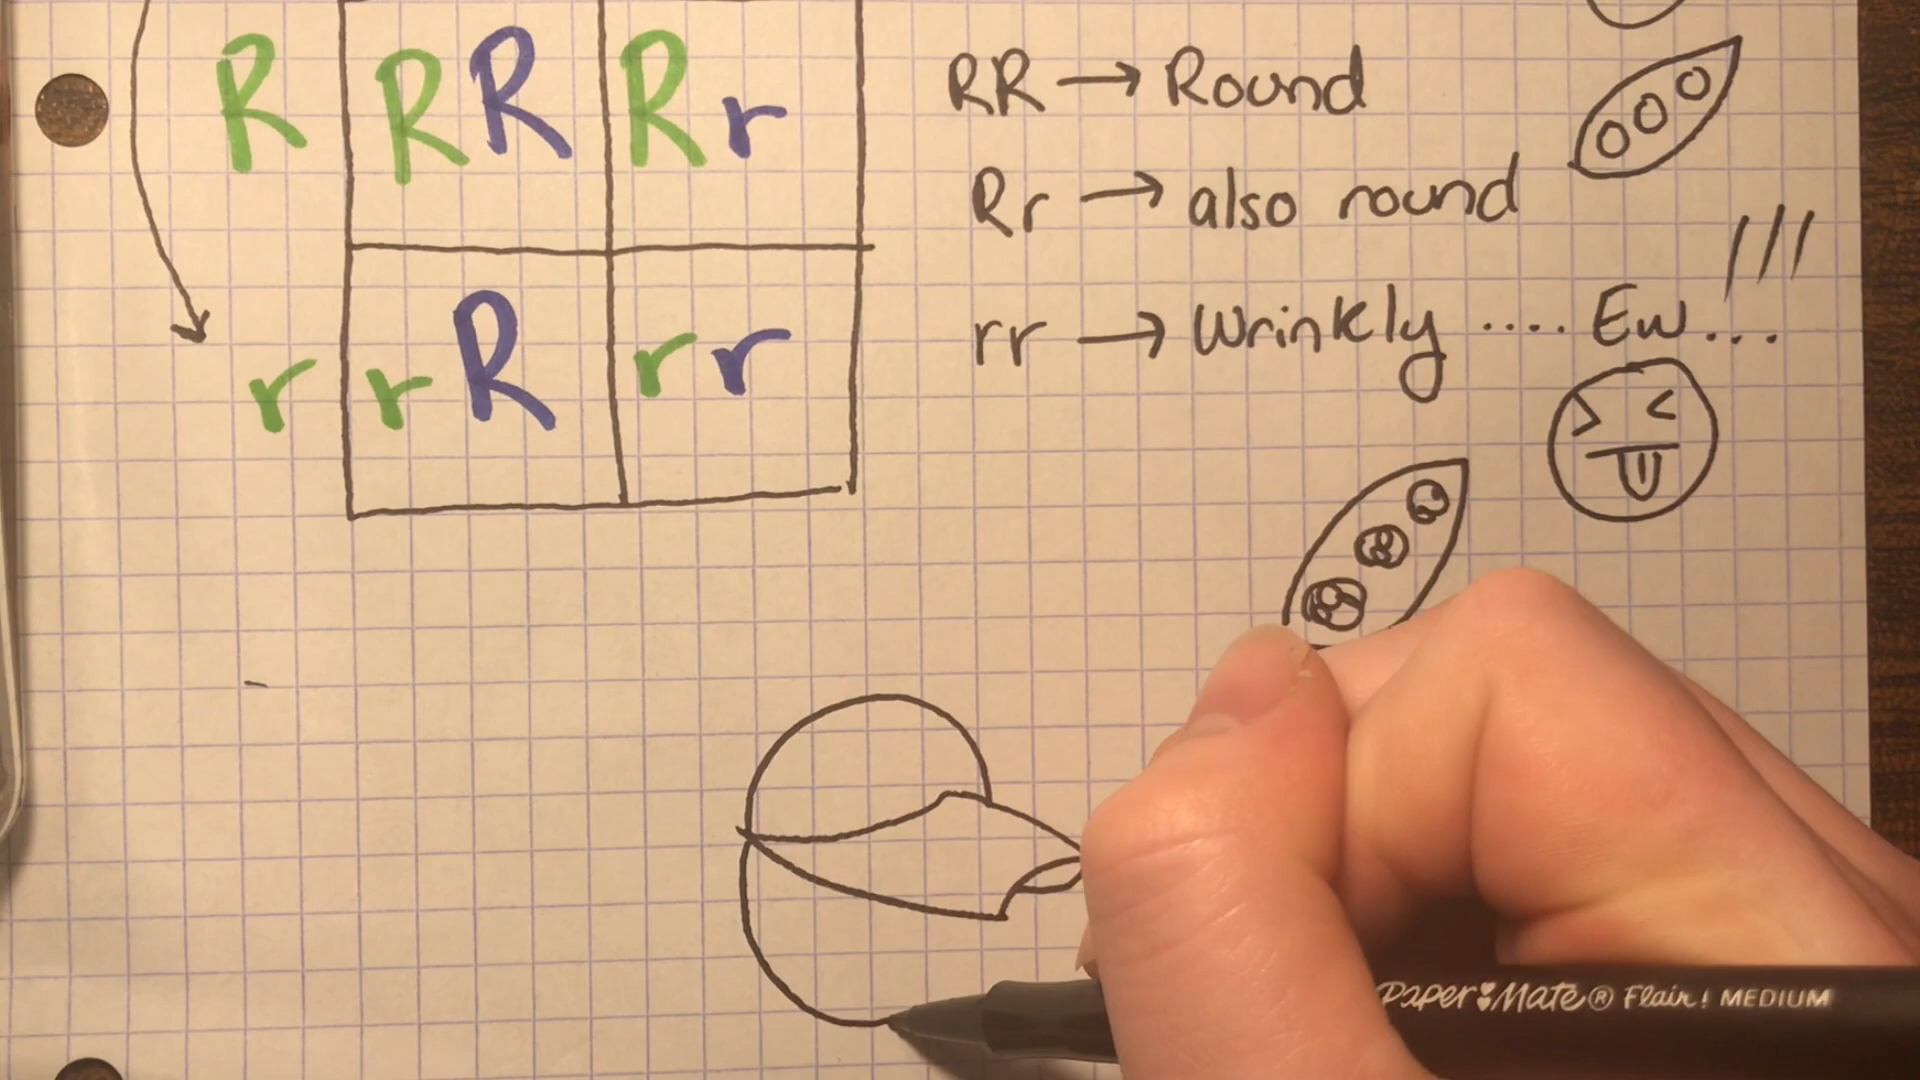 R RR Rr
r rR rr
RR → Round
Rr → also round
rr → Wrinkly .... Ew...!!!
Paper Mate® Flair! MEDIUM